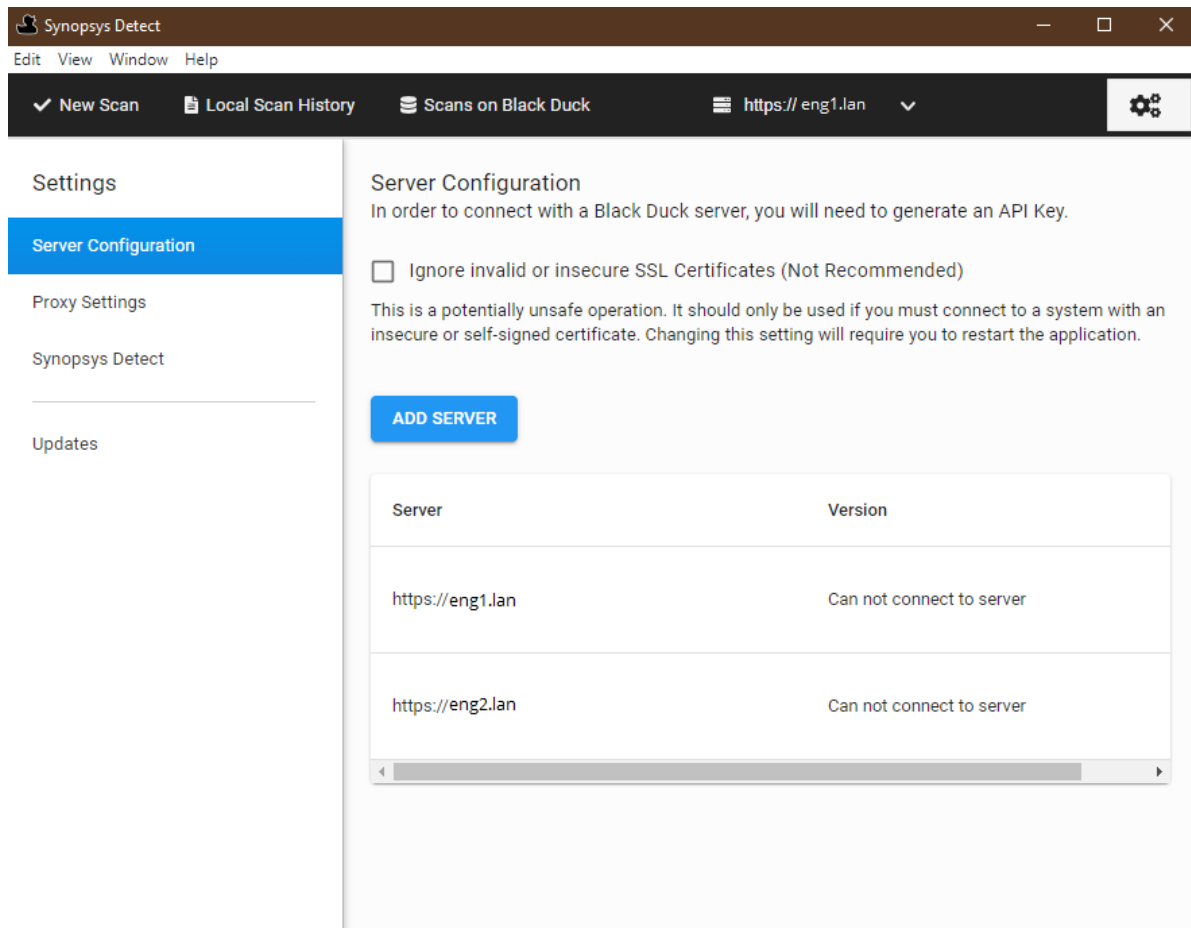 Synopsys Detect
Edit View Window Help
New Scan Local Scan History Scans on Black Duck https:// eng1.lan
Settings
Server Configuration
Proxy Settings
Synopsys Detect
Updates
Server Configuration
In order to connect with a Black Duck server, you will need to generate an API Key.
Ignore invalid or insecure SSL Certificates (Not Recommended)
This is a potentially unsafe operation. It should only be used if you must connect to a system with an
insecure or self-signed certificate. Changing this setting will require you to restart the application.
ADD SERVER
Server Version
https://eng1.lan Can not connect to server
https://eng2.lan Can not connect to server